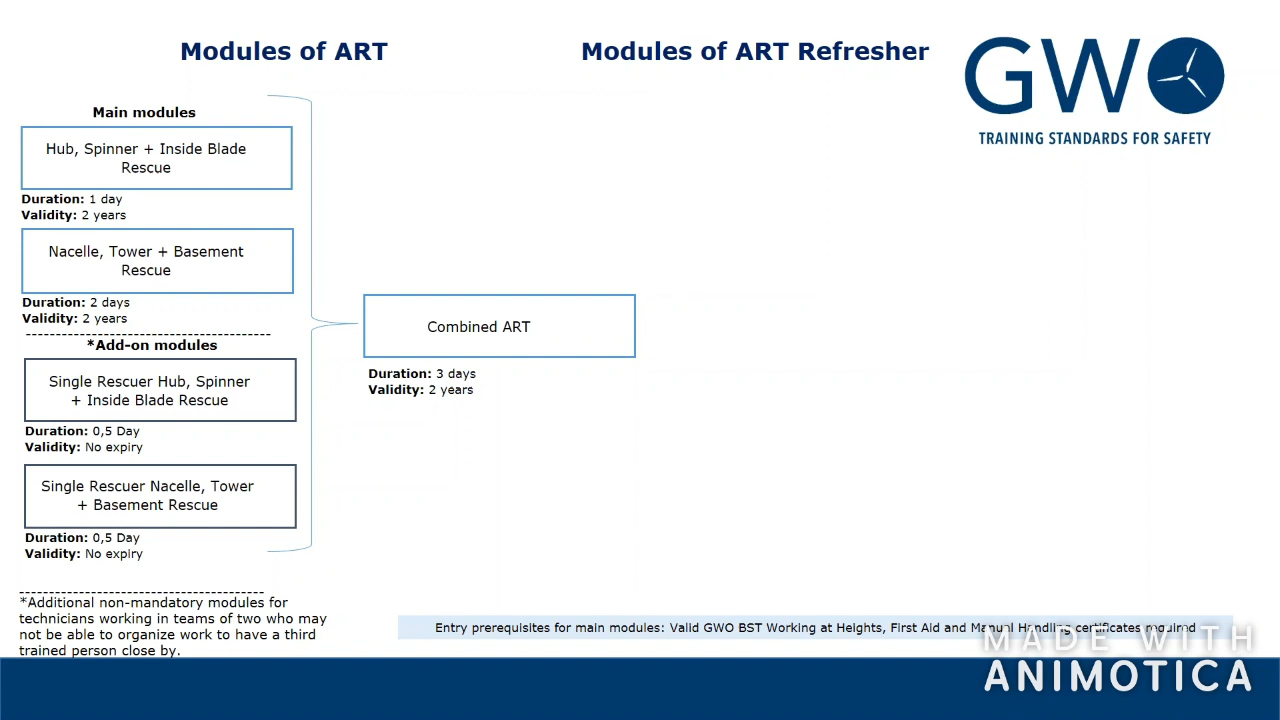 Modules of ART
Modules of ART Refresher
GWO
TRAINING STANDARDS FOR SAFETY
Main modules
Hub, Spinner + Inside Blade
Rescue
Duration: 1 day
Validity: 2 years
Nacelle, Tower + Basement
Rescue
Duration: 2 days
Validity: 2 years
-----------------------------------------
*Add-on modules
Single Rescuer Hub, Spinner
+ Inside Blade Rescue
Duration: 0,5 Day
Validity: No expiry
Single Rescuer Nacelle, Tower
+ Basement Rescue
Duration: 0,5 Day
Validity: No expiry
Combined ART
Duration: 3 days
Validity: 2 years
-----------------------------------------
*Additional non-mandatory modules for
technicians working in teams of two who may
not be able to organize work to have a third
trained person close by.
Entry prerequisites for main modules: Valid GWO BST Working at Heights, First Aid and Manual Handling certificates required
MADE WITH
ANIMOTICA